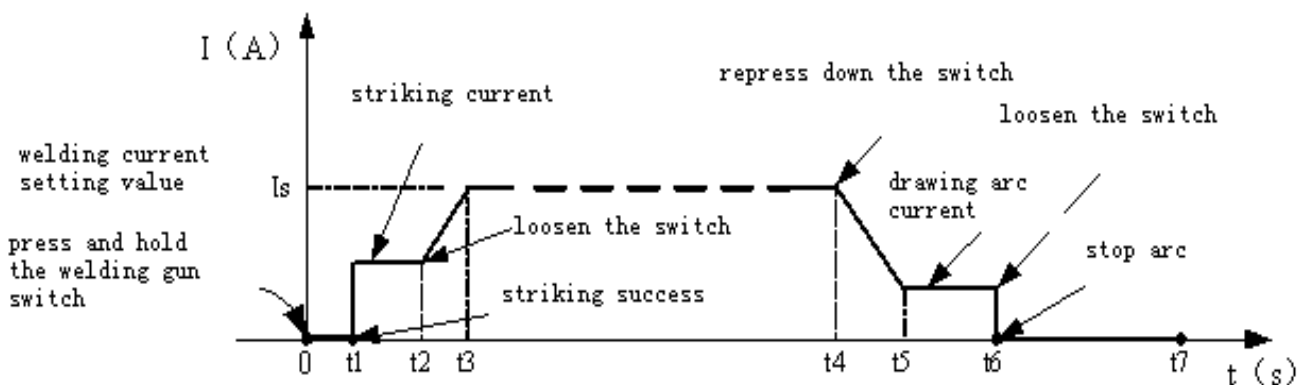 I (A)
repress down the switch
striking current
loosen the switch
welding current
setting value
Is
drawing arc
current
press and hold
the welding gun
switch
loosen the switch
stop arc
striking success
0 t1 t2 t3 t4 t5 t6 t7
t (s)